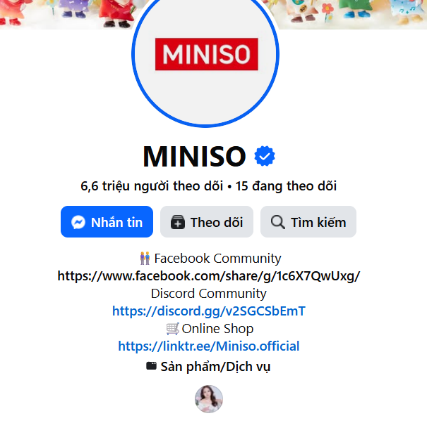 MINISO
MINISO
6,6 triệu người theo dõi • 15 đang theo dõi
Nhắn tin
Theo dõi
Tìm kiếm
Facebook Community
https://www.facebook.com/share/g/1c6X7QwUxg/
Discord Community
https://discord.gg/v2SGCSbEmT
Online Shop
https://linktr.ee/Miniso.official
Sản phẩm/Dịch vụ